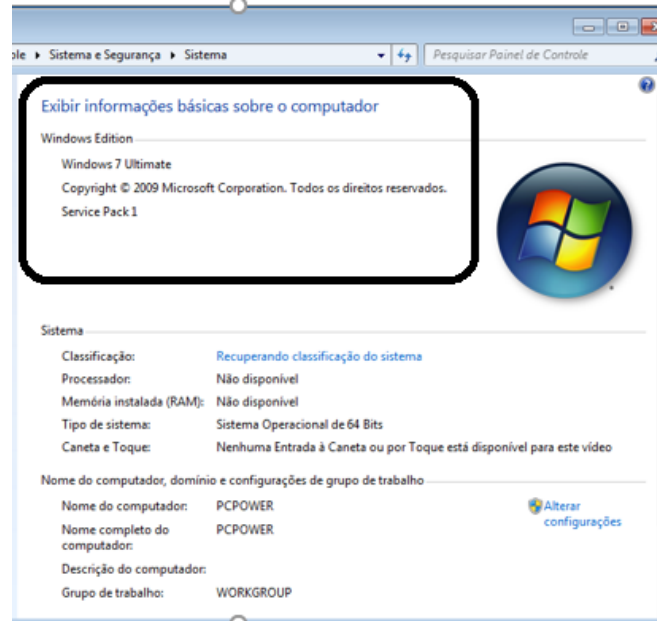 Sistema e Segurança Sistema
Pesquisar Painel de Controle
Exibir informações básicas sobre o computador
Windows Edition
Windows 7 Ultimate
Copyright © 2009 Microsoft Corporation. Todos os direitos reservados.
Service Pack 1
Sistema
Classificação: Recuperando classificação do sistema
Processador: Não disponível
Memória instalada (RAM): Não disponível
Tipo de sistema: Sistema Operacional de 64 Bits
Caneta e Toque: Nenhuma Entrada à Caneta ou por Toque está disponível para este vídeo
Nome do computador, domínio e configurações de grupo de trabalho
Nome do computador: PCPOWER
Alterar
configurações
Nome completo do
computador: PCPOWER
Descrição do computador:
Grupo de trabalho: WORKGROUP